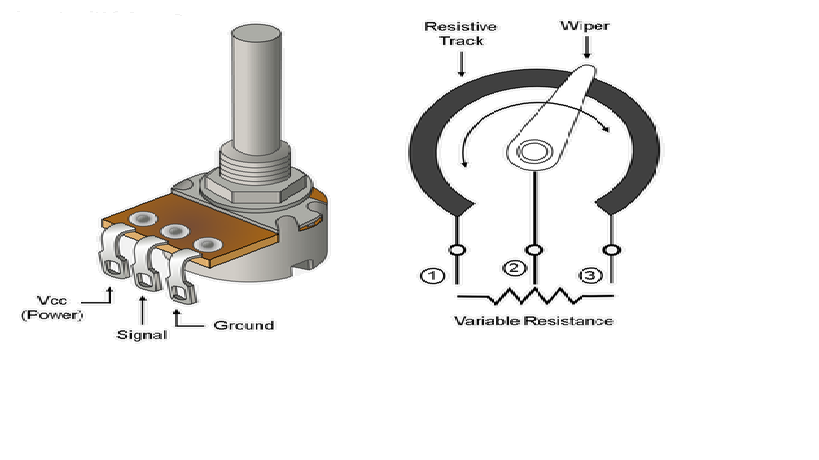 Resistive
Track
Wiper
1
2
3
Variable Resistance
Vcc
(Power)
Signal
Ground